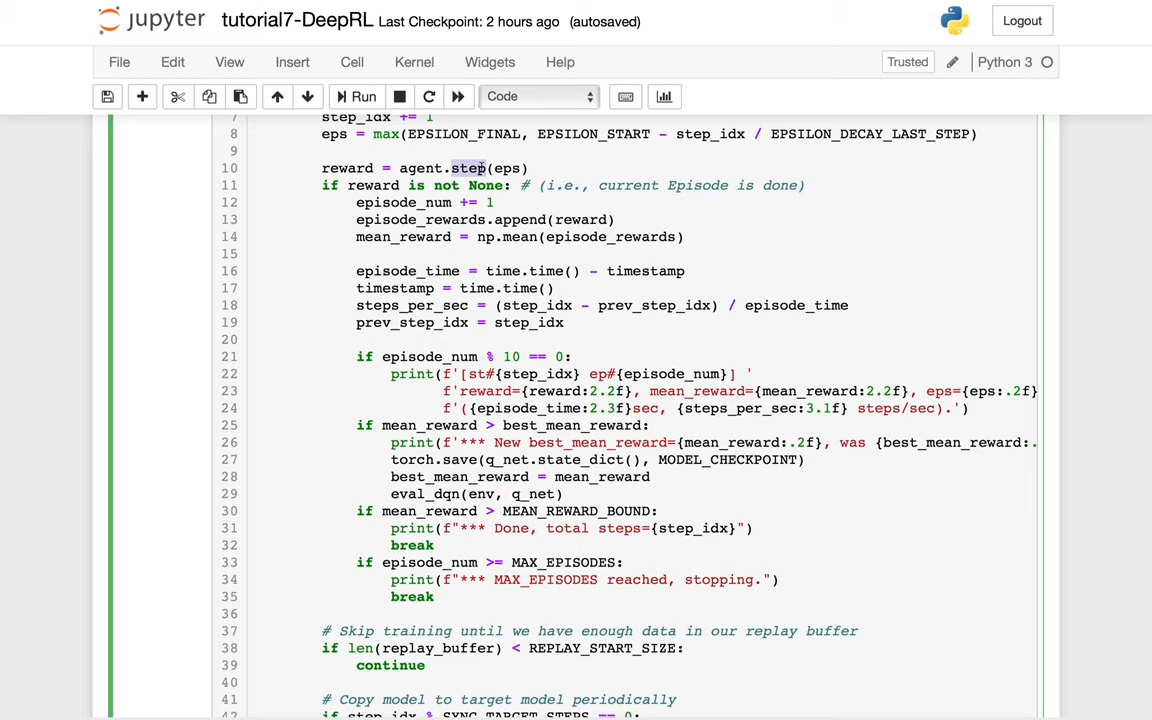 jupyter tutorial7-DeepRL Last Checkpoint: 2 hours ago (autosaved) Logout
File Edit View Insert Cell Kernel Widgets Help Trusted Python 3
Run Code
7 step_idx += 1
8 eps = max(EPSILON_FINAL, EPSILON_START - step_idx / EPSILON_DECAY_LAST_STEP)
9
10 reward = agent.step(eps)
11 if reward is not None: # (i.e., current Episode is done)
12 episode_num += 1
13 episode_rewards.append(reward)
14 mean_reward = np.mean(episode_rewards)
15
16 episode_time = time.time() - timestamp
17 timestamp = time.time()
18 steps_per_sec = (step_idx - prev_step_idx) / episode_time
19 prev_step_idx = step_idx
20
21 if episode_num % 10 == 0:
22 print(f'[st#{step_idx} ep#{episode_num}] '
23 f'reward={reward:2.2f}, mean_reward={mean_reward:2.2f}, eps={eps:.2f}
24 f'({episode_time:2.3f}sec, {steps_per_sec:3.1f} steps/sec).')
25 if mean_reward > best_mean_reward:
26 print(f'*** New best_mean_reward={mean_reward:.2f}, was {best_mean_reward:.
27 torch.save(q_net.state_dict(), MODEL_CHECKPOINT)
28 best_mean_reward = mean_reward
29 eval_dqn(env, q_net)
30 if mean_reward > MEAN_REWARD_BOUND:
31 print(f"*** Done, total steps={step_idx}")
32 break
33 if episode_num >= MAX_EPISODES:
34 print(f"*** MAX_EPISODES reached, stopping.")
35 break
36
37 # Skip training until we have enough data in our replay buffer
38 if len(replay_buffer) < REPLAY_START_SIZE:
39 continue
40
41 # Copy model to target model periodically
42 if step_idx % SYNC_TARGET_STEPS == 0: